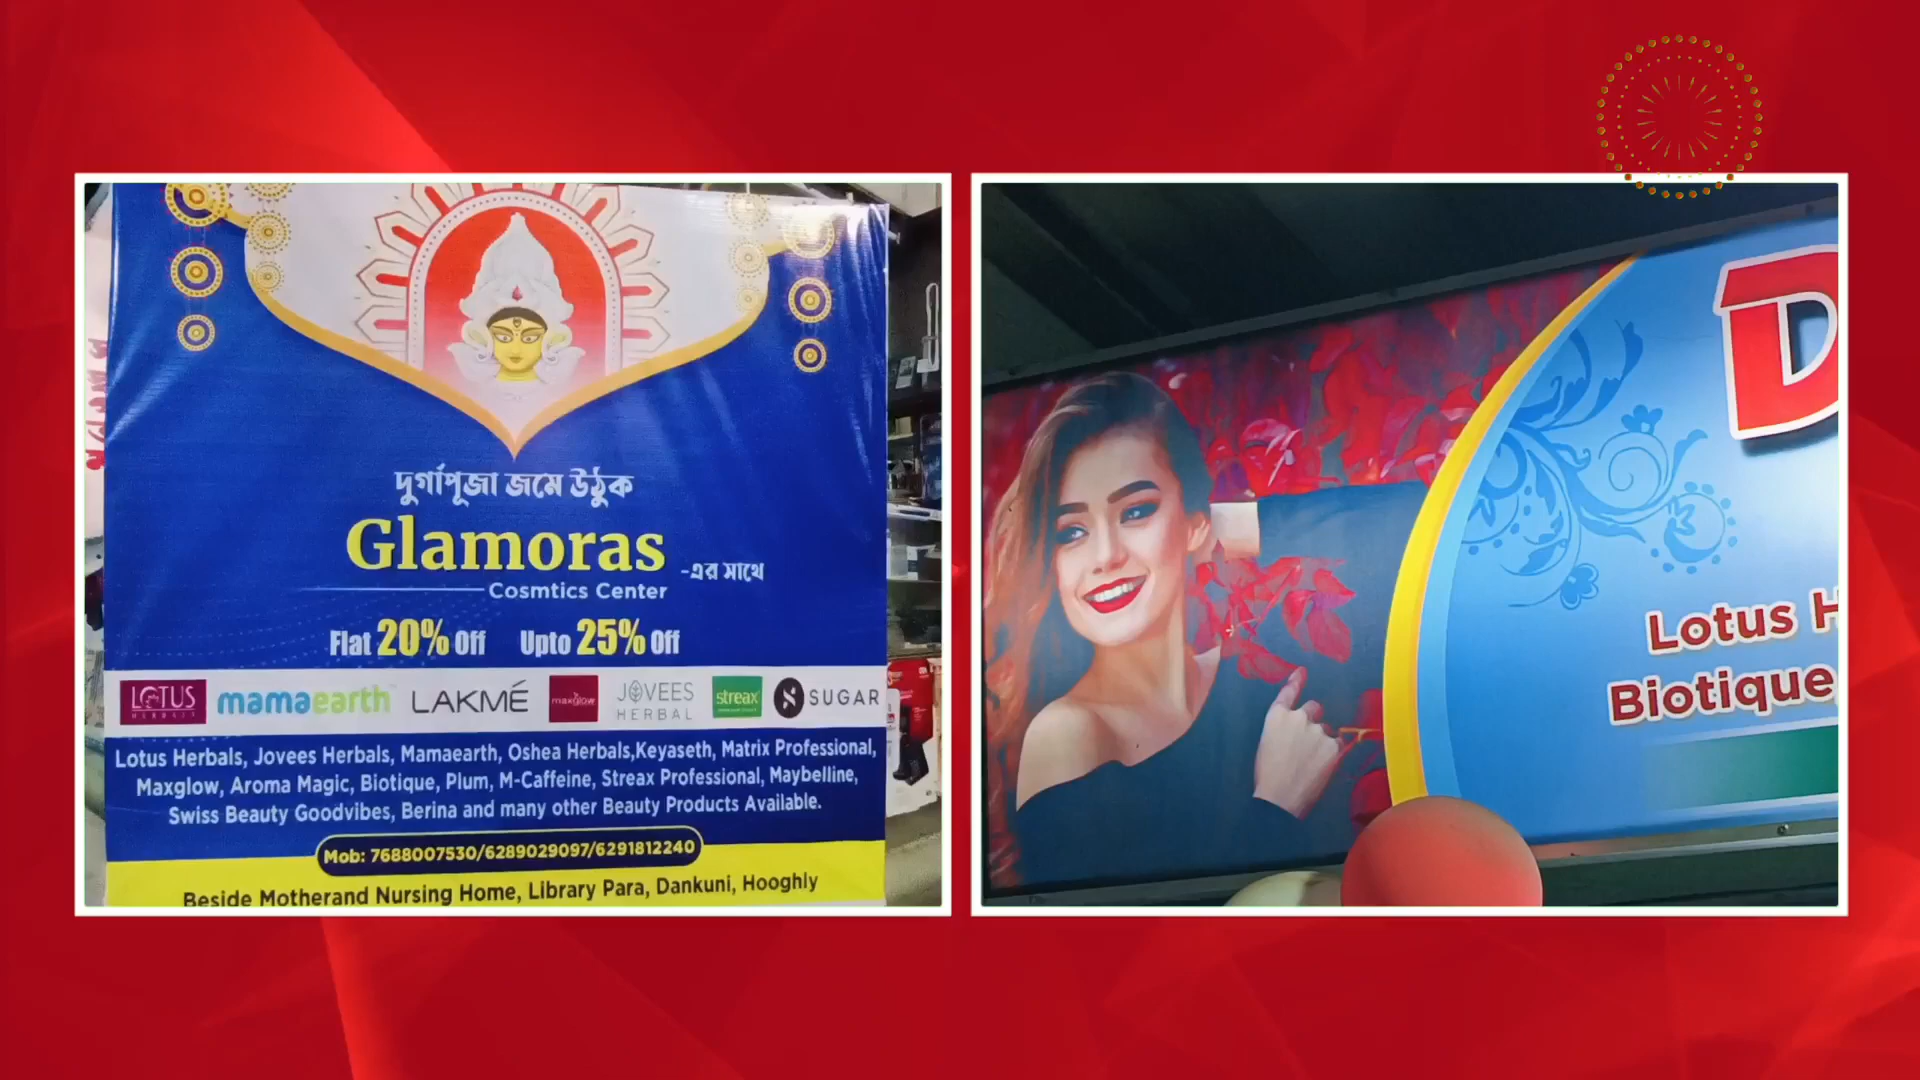 দুর্গাপূজা জমে উঠুক
Glamoras
-এর সাথে
Cosmtics Center
Flat 20% Off Upto 25% Off
LOTUS HERBALS mamaearth LAKMÉ maxglow JOVEES HERBAL streax SUGAR
Lotus Herbals, Jovees Herbals, Mamaearth, Oshea Herbals,Keyaseth, Matrix Professional,
Maxglow, Aroma Magic, Biotique, Plum, M-Caffeine, Streax Professional, Maybelline,
Swiss Beauty Goodvibes, Berina and many other Beauty Products Available.
Mob: 7688007530/6289029097/6291812240
Beside Motherand Nursing Home, Library Para, Dankuni, Hooghly
D
Lotus H
Biotique,